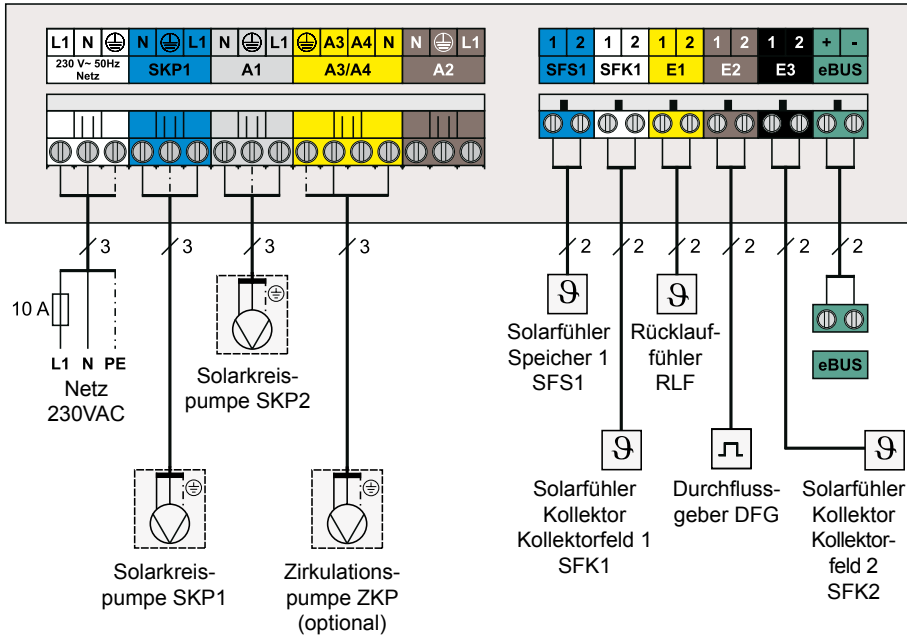 L1 N N L1 N L1 A3 A4 N N L1
230 V~ 50Hz
Netz
SKP1 A1 A3/A4 A2
1 2 1 2 1 2 1 2 1 2 + -
SFS1 SFK1 E1 E2 E3 eBUS
3 3 3 3 2 2 2 2 2 2
10 A
L1 N PE
Netz
230VAC
Solarkreis-
pumpe SKP2
Solarfühler
Speicher 1
SFS1
Rücklauf-
fühler
RLF
eBUS
Solarkreis-
pumpe SKP1
Zirkulations-
pumpe ZKP
(optional)
Solarfühler
Kollektor
Kollektorfeld 1
SFK1
Durchfluss-
geber DFG
Solarfühler
Kollektor
Kollektor-
feld 2
SFK2
ϑ
ϑ
ϑ
ϑ